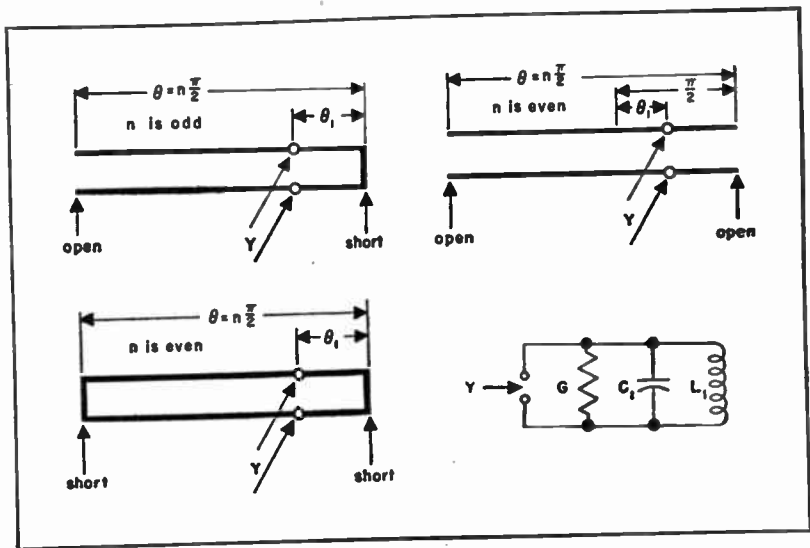 θ = n π/2
n is odd
θ₁
Y
open
short
θ = n π/2
n is even
π/2
θ₁
Y
open
open
θ = n π/2
n is even
θ₁
Y
short
short
Y
G
C₁
L₁